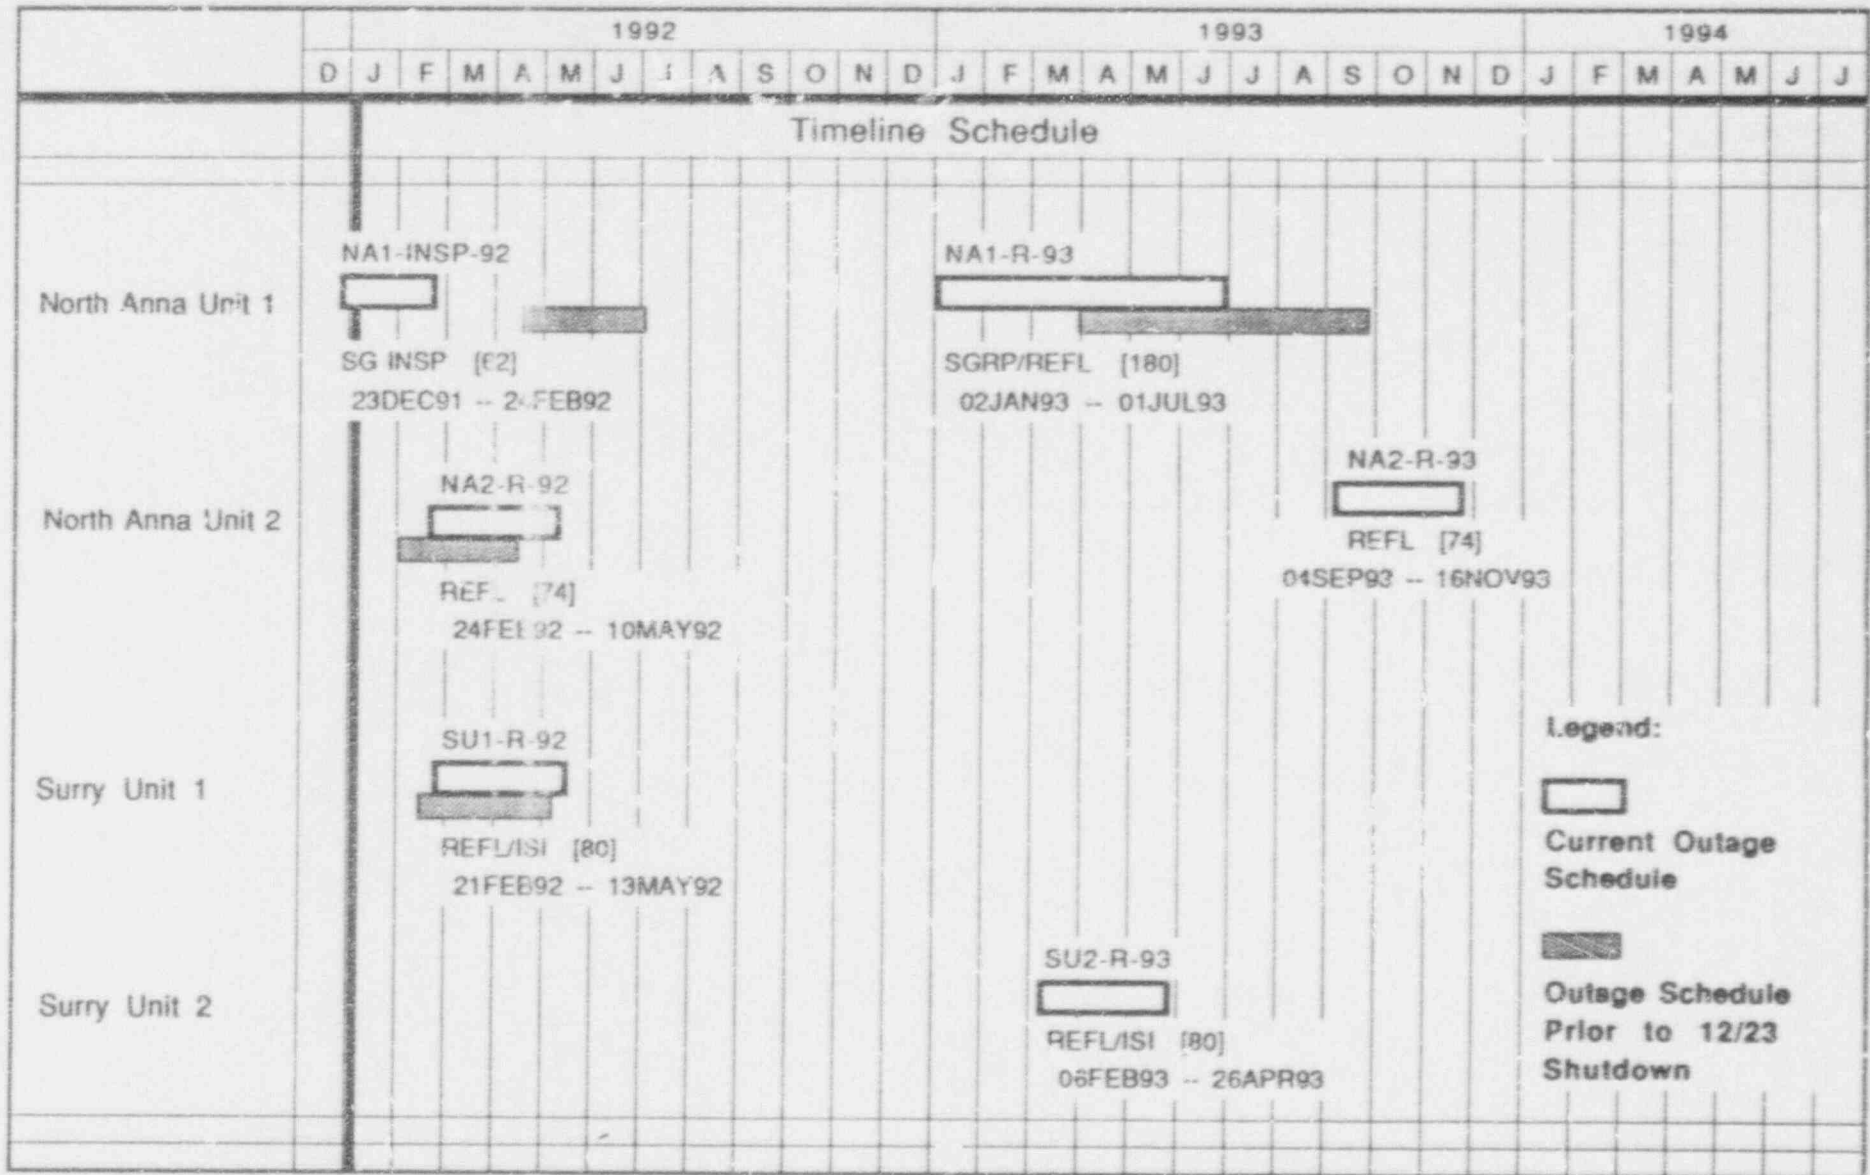 1992 1993 1994
D J F M A M J J A S O N D J F M A M J J A S O N D J F M A M J J
Timeline Schedule
North Anna Unit 1
NA1-INSP-92
SG INSP [62]
23DEC91 -- FEB92
NA1-R-93
SGRP/REFL [180]
02JAN93 -- 01JUL93
North Anna Unit 2
NA2-R-92
[74]
24FEB92 -- 10MAY92
NA2-R-93
REFL [74]
04SEP93 -- 16NOV93
Surry Unit 1
SU1-R-92
REFL/ISI [80]
21FEB92 -- 13MAY92
Surry Unit 2
SU2-R-93
REFL/ISI [80]
06FEB93 -- 26APR93
Legend:
Current Outage
Schedule
Outage Schedule
Prior to 12/23
Shutdown